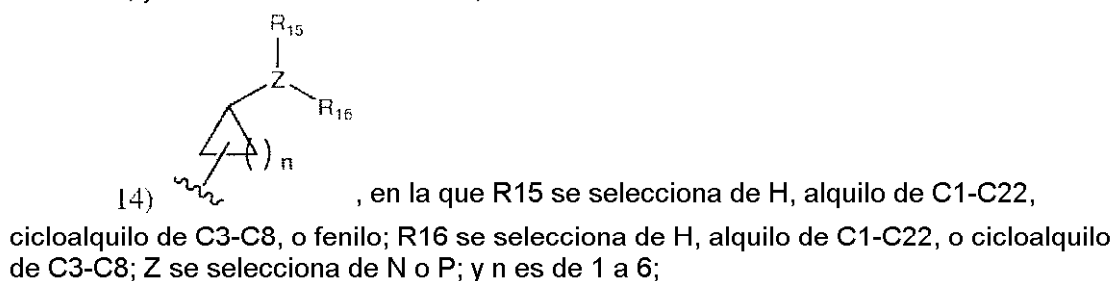 R15
Z
R16
( ) n
14) , en la que R15 se selecciona de H, alquilo de C1-C22,
cicloalquilo de C3-C8, o fenilo; R16 se selecciona de H, alquilo de C1-C22, o cicloalquilo
de C3-C8; Z se selecciona de N o P; y n es de 1 a 6;